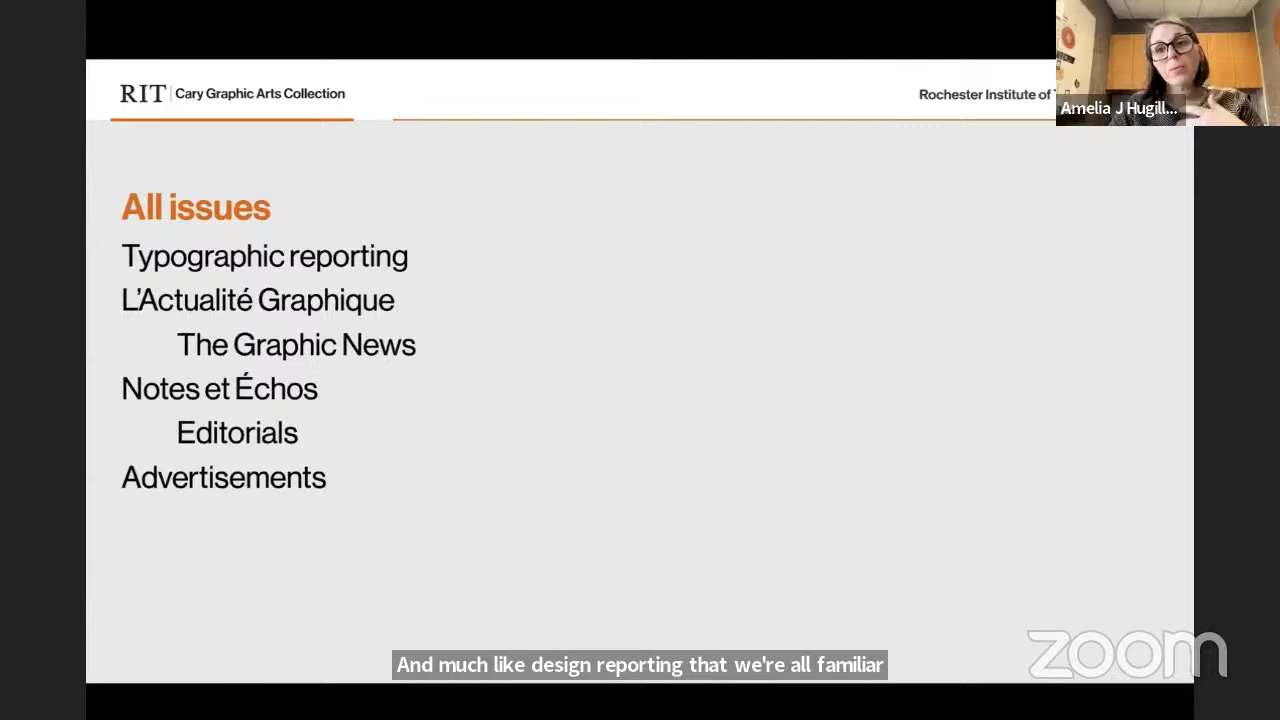 RIT | Cary Graphic Arts Collection
Rochester Institute of
Amelia J Hugill...
All issues
Typographic reporting
L’Actualité Graphique
The Graphic News
Notes et Échos
Editorials
Advertisements
And much like design reporting that we're all familiar
zoom